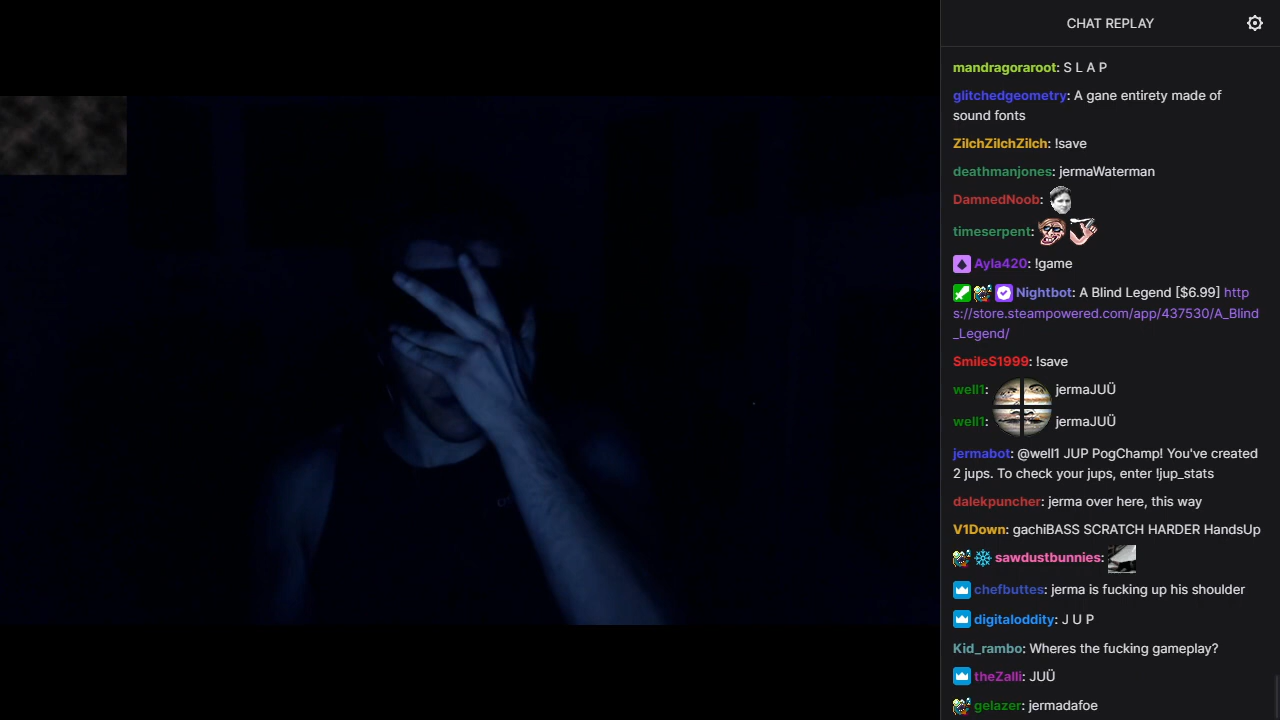 CHAT REPLAY
mandragoraroot: S L A P
glitchedgeometry: A gane entirety made of
sound fonts
ZilchZilchZilch: !save
deathmanjones: jermaWaterman
DamnedNoob:
timeserpent:
Ayla420: !game
Nightbot: A Blind Legend [$6.99] http
s://store.steampowered.com/app/437530/A_Blind
_Legend/
SmileS1999: !save
well1: jermaJUÜ
well1: jermaJUÜ
jermabot: @well1 JUP PogChamp! You've created
2 jups. To check your jups, enter !jup_stats
dalekpuncher: jerma over here, this way
V1Down: gachiBASS SCRATCH HARDER HandsUp
sawdustbunnies:
chefbuttes: jerma is fucking up his shoulder
digitaloddity: J U P
Kid_rambo: Wheres the fucking gameplay?
theZalli: JUÜ
gelazer: jermadafoe